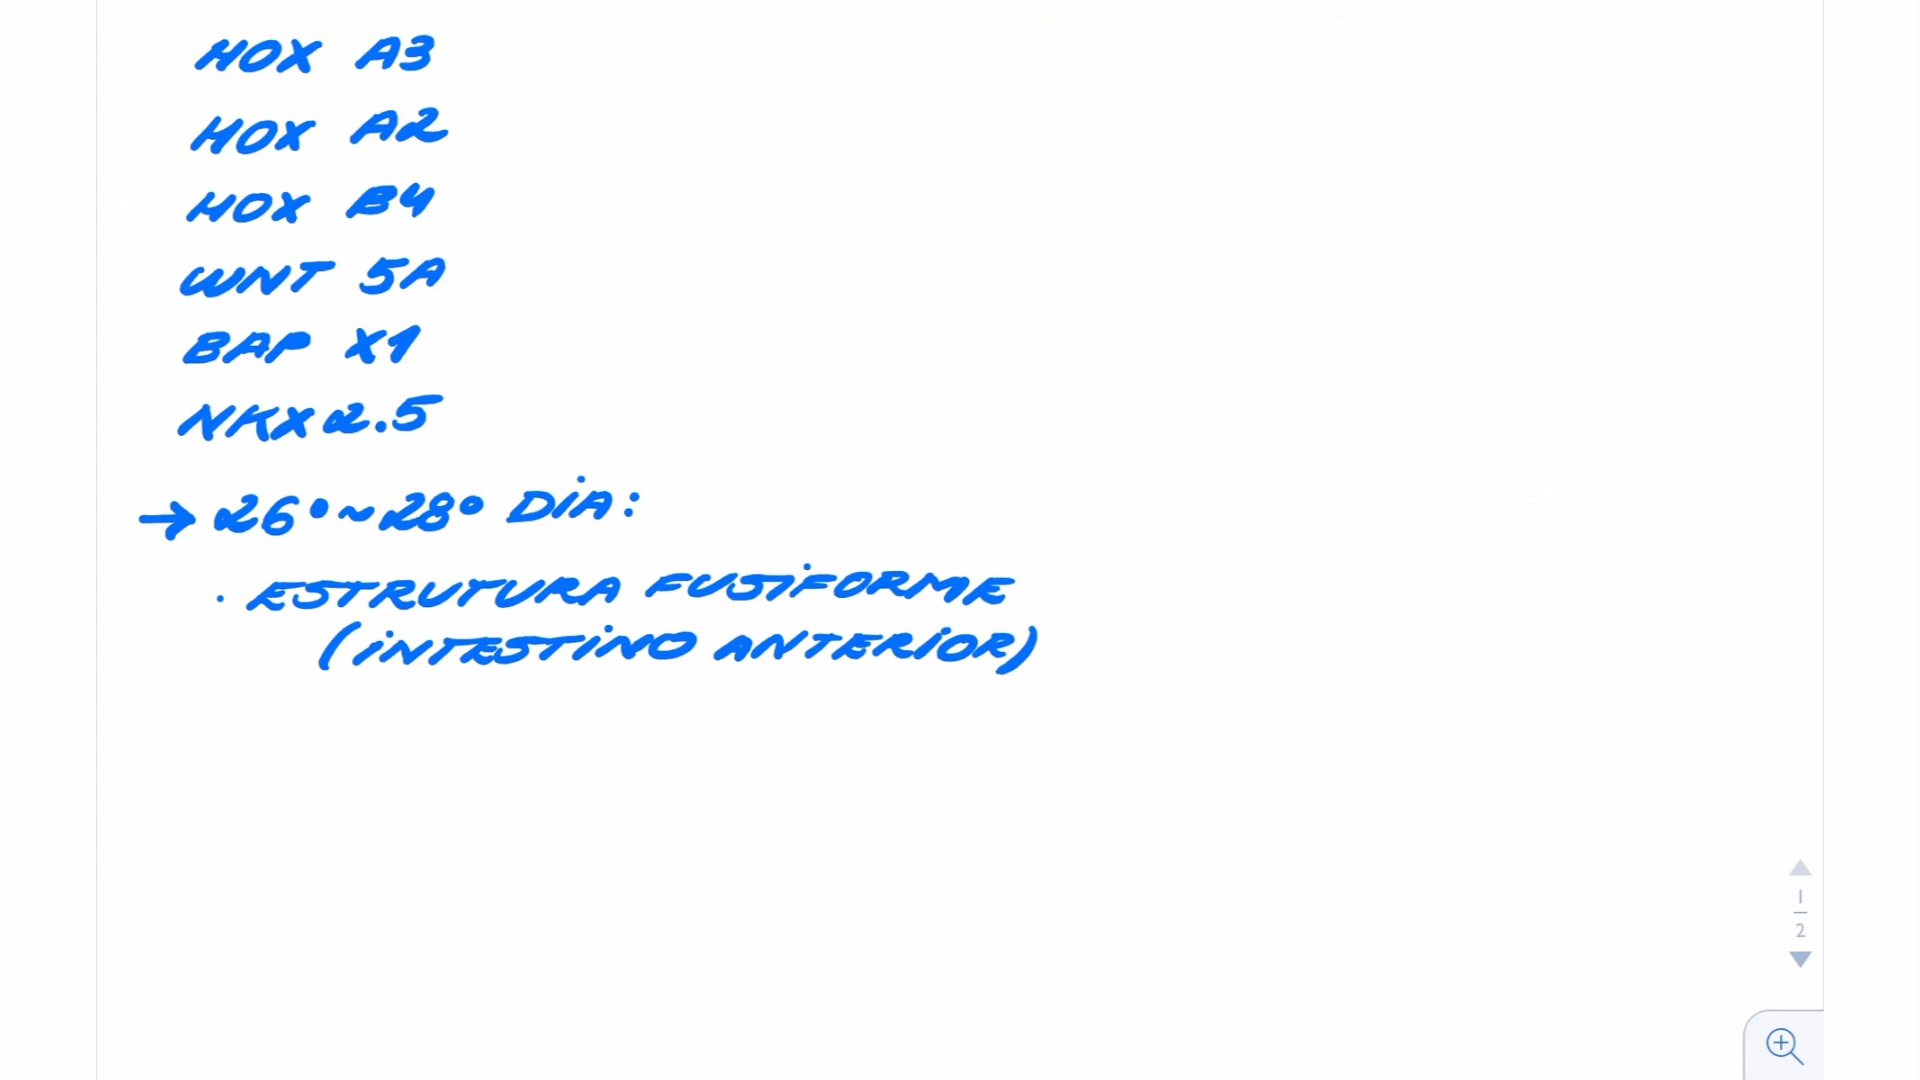 HOX A3
HOX A2
HOX B4
WNT 5A
BAP X1
NKX2.5
→ 26°~28° DiA:
· ESTRUTURA FUSiFORME
(iNTESTiNO ANTERiOR)
1
2